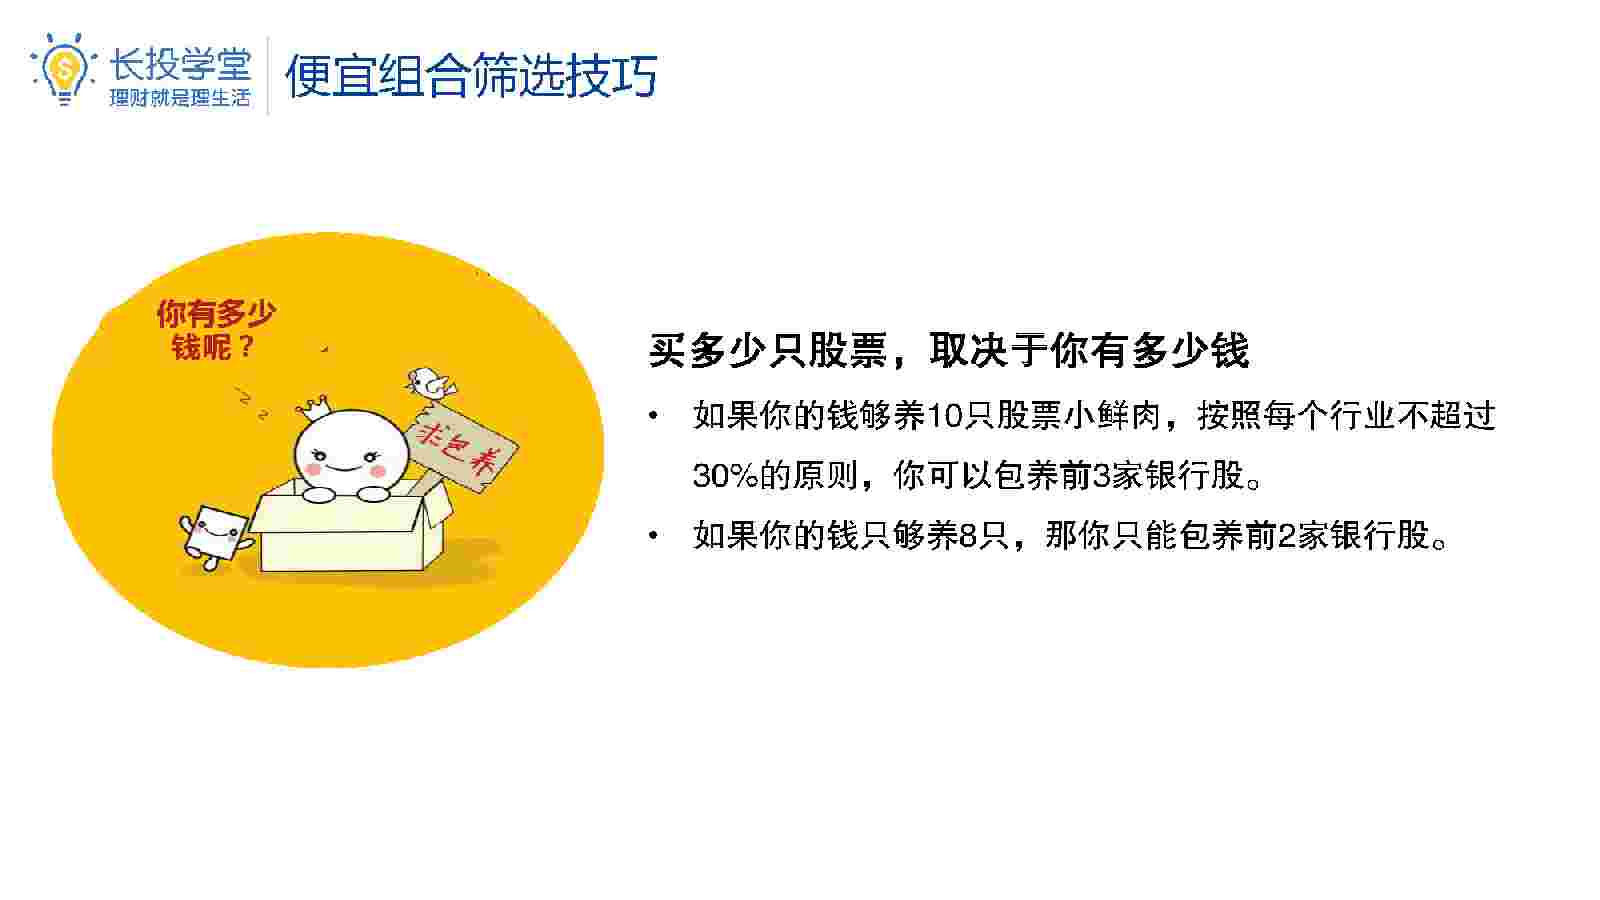 长投学堂
理财就是理生活
便宜组合筛选技巧
你有多少
钱呢？
求包养
买多少只股票，取决于你有多少钱
• 如果你的钱够养10只股票小鲜肉，按照每个行业不超过
30%的原则，你可以包养前3家银行股。
• 如果你的钱只够养8只，那你只能包养前2家银行股。